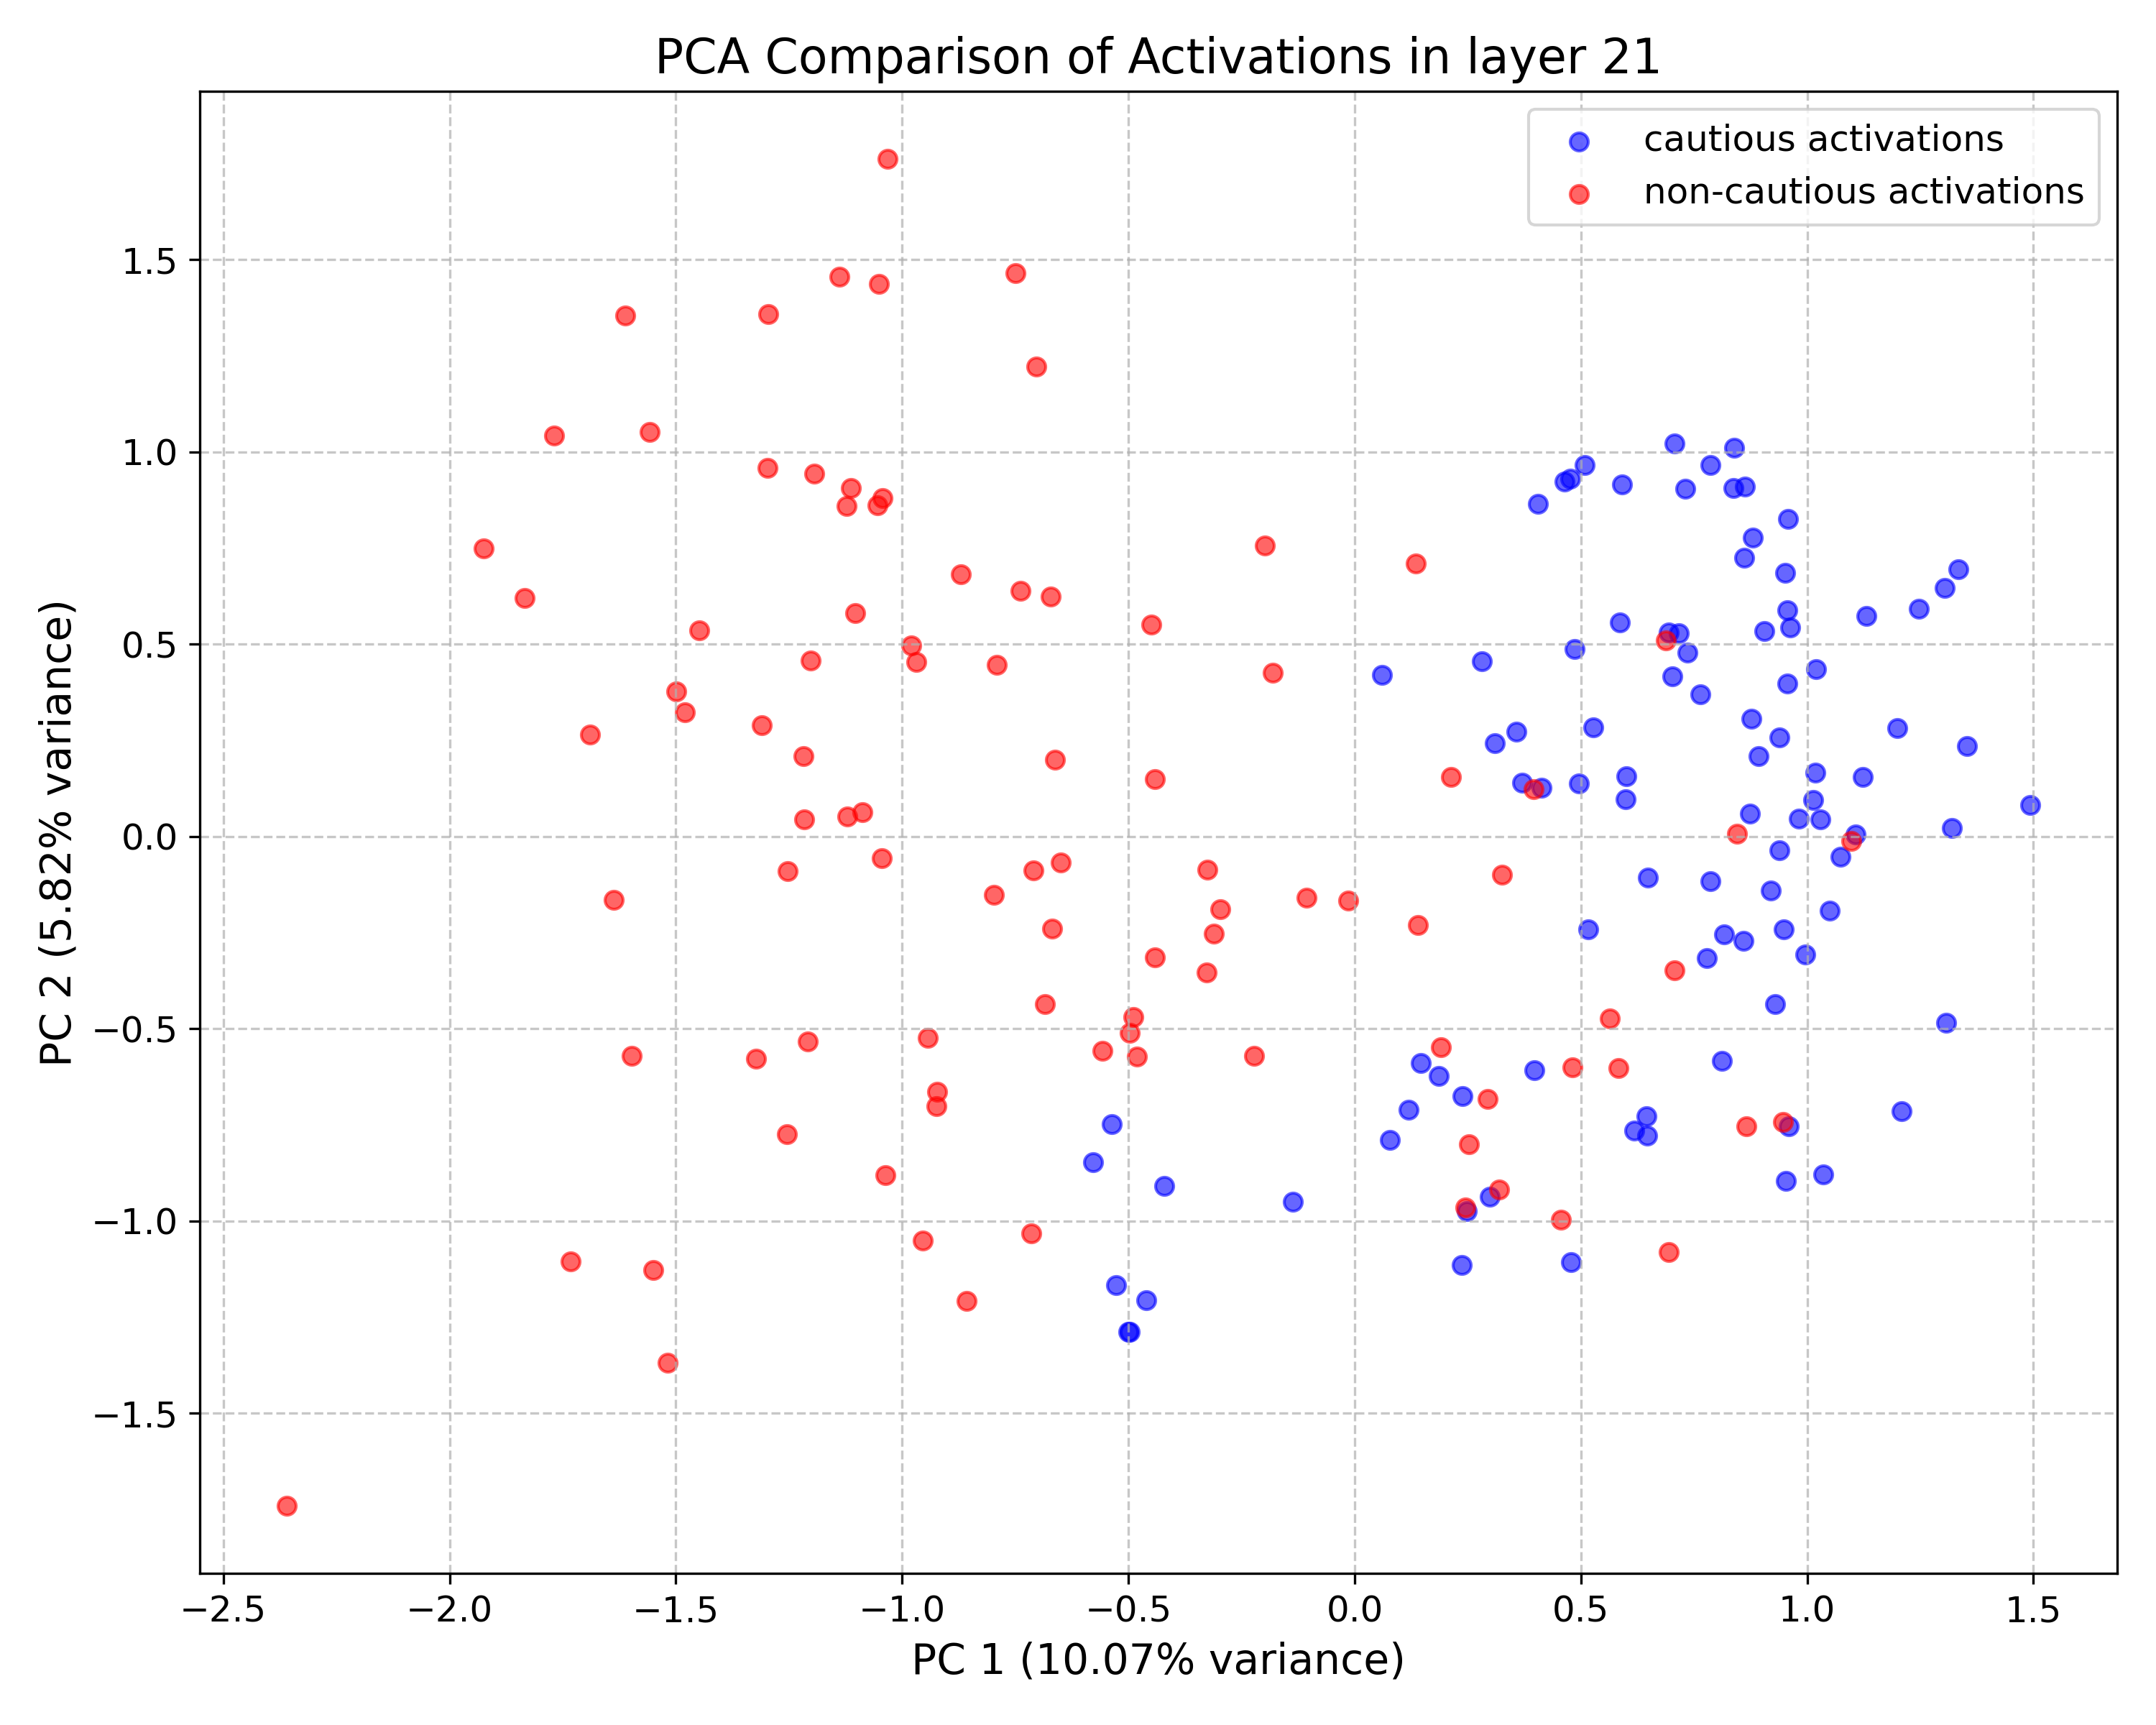 PCA Comparison of Activations in layer 21
cautious activations
non-cautious activations
1.5
1.0
0.5
0.0
−0.5
−1.0
−1.5
PC 2 (5.82% variance)
−2.5 −2.0 −1.5 −1.0 −0.5 0.0 0.5 1.0 1.5
PC 1 (10.07% variance)